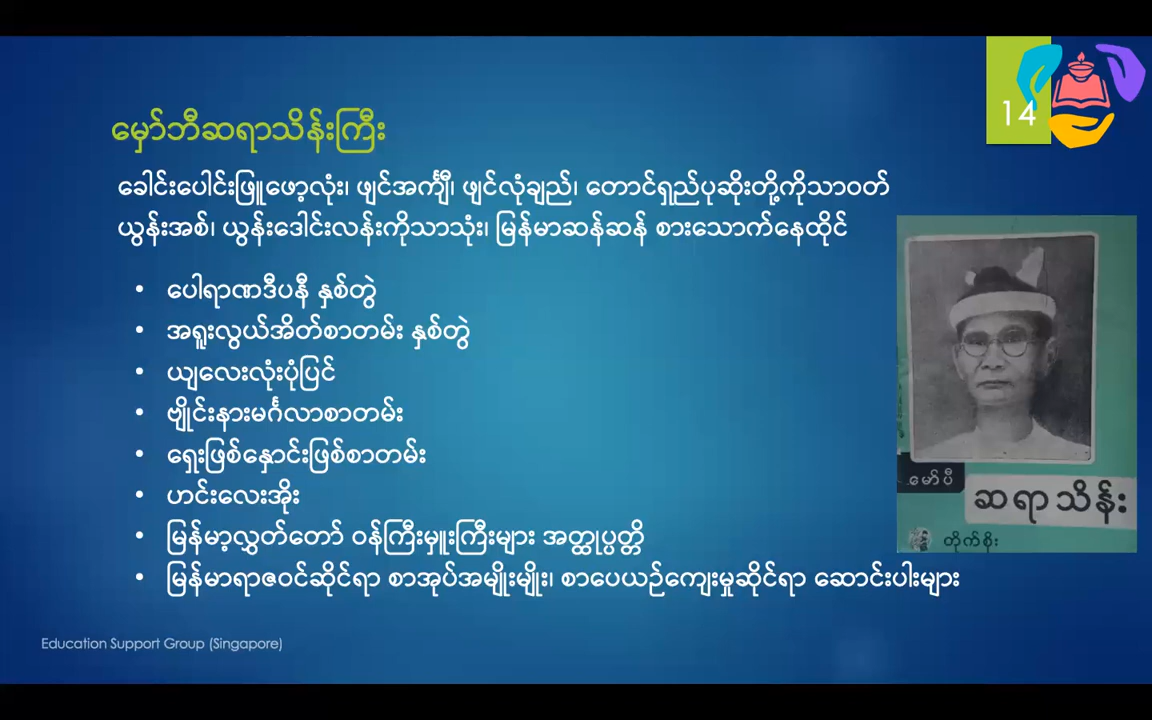 14
မှော်ဘီဆရာသိန်းကြီး
ခေါင်းပေါင်းဖြူဖော့လုံး၊ ဖျင်အင်္ကျီ၊ ဖျင်လုံချည်၊ တောင်ရှည်ပုဆိုးတို့ကိုသာဝတ်
ယွန်းအစ်၊ ယွန်းဒေါင်းလန်းကိုသာသုံး၊ မြန်မာဆန်ဆန် စားသောက်နေထိုင်
• ပေါရာဏဒီပနီ နှစ်တွဲ
• အရူးလွယ်အိတ်စာတမ်း နှစ်တွဲ
• ယျလေးလုံးပုံပြင်
• ဗျိုင်းနားမင်္ဂလာစာတမ်း
• ရှေးဖြစ်နှောင်းဖြစ်စာတမ်း
• ဟင်းလေးအိုး
• မြန်မာ့လွှတ်တော် ဝန်ကြီးမှူးကြီးများ အတ္ထုပ္ပတ္တိ
• မြန်မာရာဇဝင်ဆိုင်ရာ စာအုပ်အမျိုးမျိုး၊ စာပေယဉ်ကျေးမှုဆိုင်ရာ ဆောင်းပါးများ
မော်ပီ
ဆရာသိန်း
တိုက်စိုး
Education Support Group (Singapore)